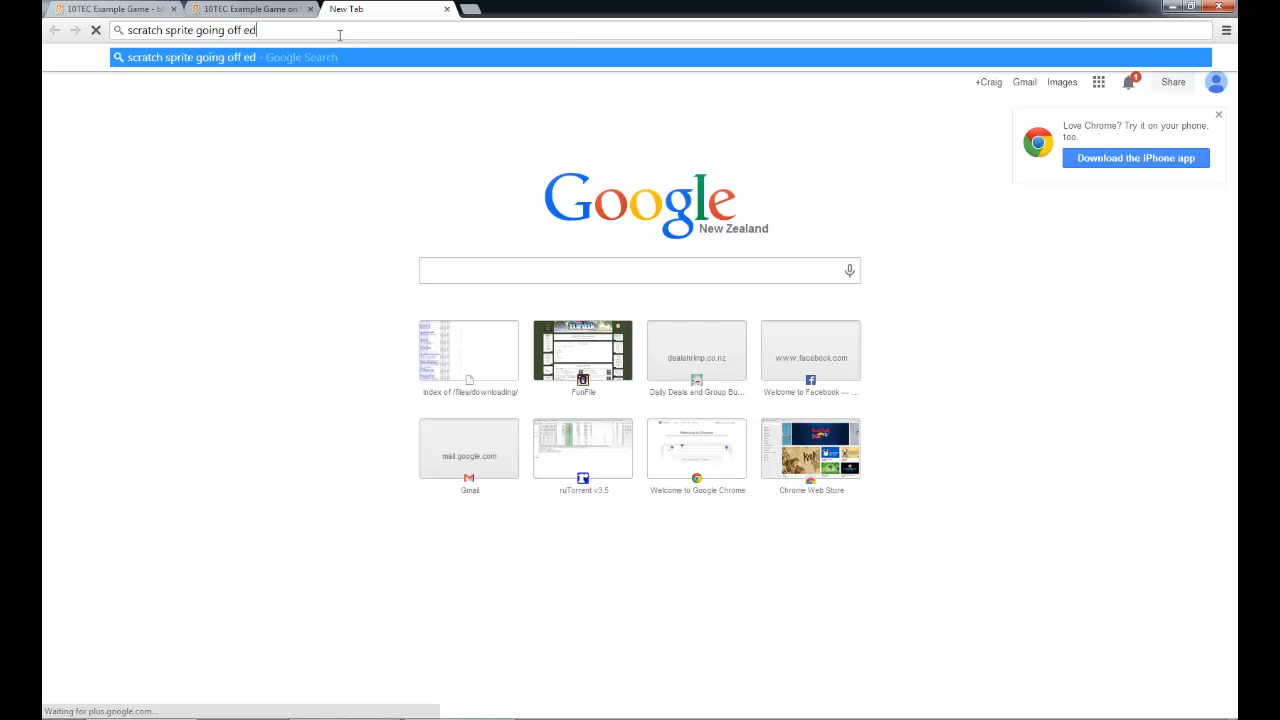 10TEC Example Game - bl
10TEC Example Game on S
New Tab
scratch sprite going off ed
scratch sprite going off ed - Google Search
+Craig Gmail Images 1 Share
Love Chrome? Try it on your phone,
too.
Download the iPhone app
Google
New Zealand
dealshrimp.co.nz
www.facebook.com
Index of /files/downloading/
FunFile
Daily Deals and Group Bu...
Welcome to Facebook — ...
mail.google.com
Gmail
ruTorrent v3.5
Welcome to Google Chrome
Chrome Web Store
Waiting for plus.google.com...